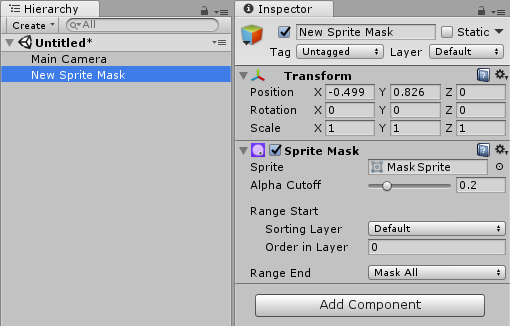 Hierarchy
Create All
Untitled*
Main Camera
New Sprite Mask
Inspector
New Sprite Mask Static
Tag Untagged Layer Default
Transform
Position X -0.499 Y 0.826 Z 0
Rotation X 0 Y 0 Z 0
Scale X 1 Y 1 Z 1
Sprite Mask
Sprite MaskSprite
Alpha Cutoff 0.2
Range Start
Sorting Layer Default
Order in Layer 0
Range End Mask All
Add Component